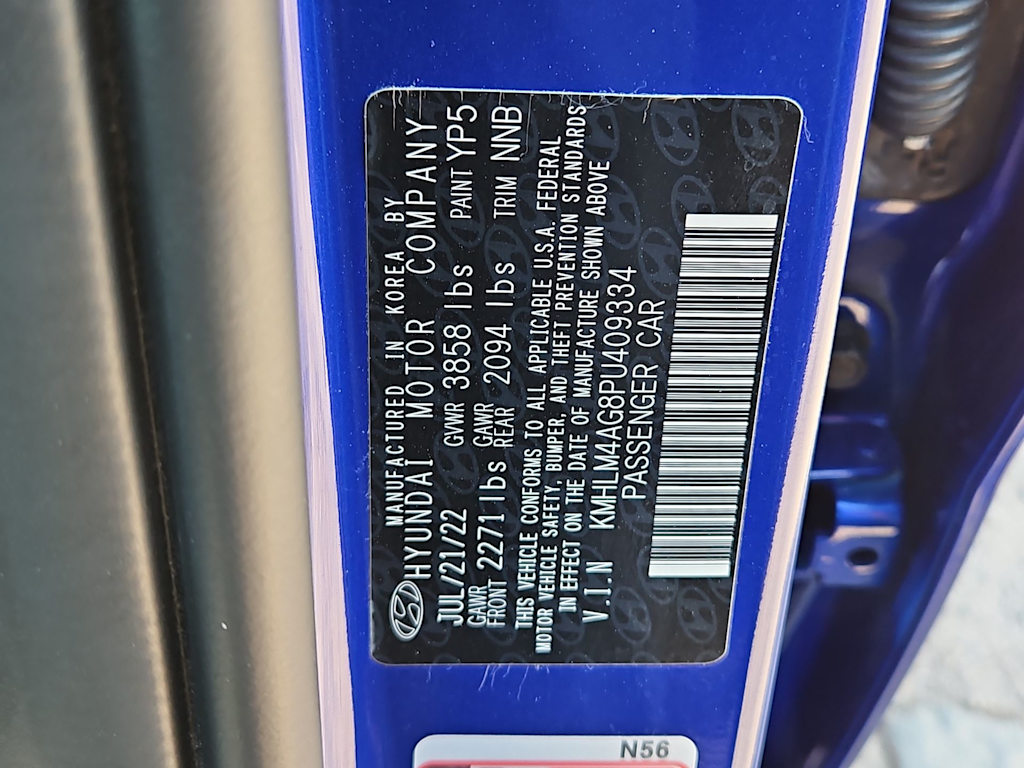 MANUFACTURED IN KOREA BY
HYUNDAI MOTOR COMPANY
JUL/21/22 GVWR 3858 lbs PAINT YP5
GAWR FRONT 2271 lbs GAWR REAR 2094 lbs TRIM NNB
THIS VEHICLE CONFORMS TO ALL APPLICABLE U.S.A. FEDERAL
MOTOR VEHICLE SAFETY, BUMPER, AND THEFT PREVENTION STANDARDS
IN EFFECT ON THE DATE OF MANUFACTURE SHOWN ABOVE
V.I.N KMHLM4AG8PU409334
PASSENGER CAR
N56